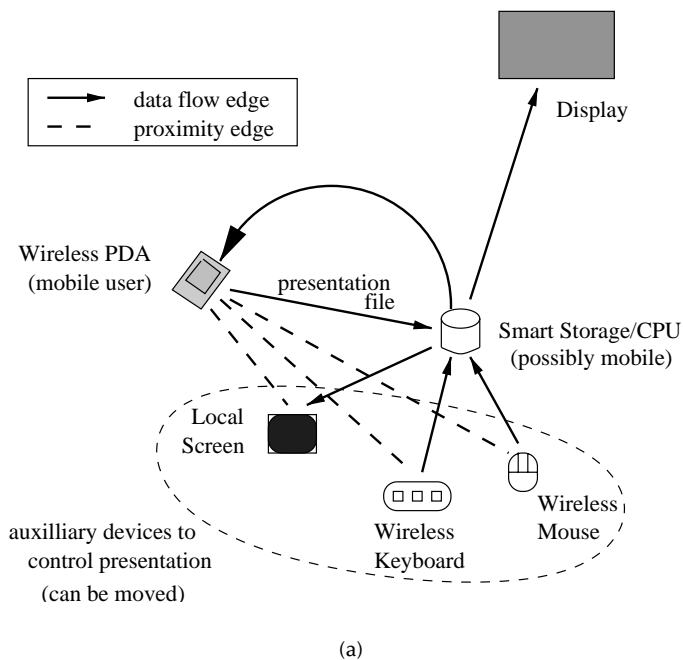 data flow edge
proximity edge
Display
Wireless PDA
(mobile user)
presentation
file
Smart Storage/CPU
(possibly mobile)
Local
Screen
Wireless
Keyboard
Wireless
Mouse
auxilliary devices to
control presentation
(can be moved)
(a)